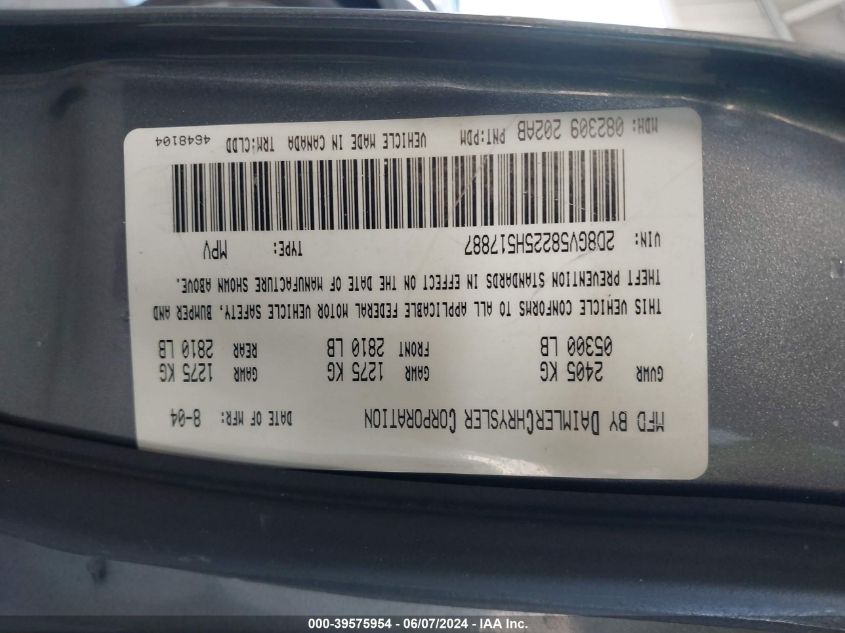 MFD BY DAIMLERCHRYSLER CORPORATION DATE OF MFR: 8-04
GVWR 2405 KG GAWR 1275 KG GAWR 1275 KG
05300 LB FRONT 2810 LB REAR 2810 LB
THIS VEHICLE CONFORMS TO ALL APPLICABLE FEDERAL MOTOR VEHICLE SAFETY, BUMPER AND
THEFT PREVENTION STANDARDS IN EFFECT ON THE DATE OF MANUFACTURE SHOWN ABOVE.
VIN: 2D8GV58225H517887 TYPE: MPV
MDH: 082309 202AB PNT:PDM VEHICLE MADE IN CANADA TRM:CLDD 4648104
000-39575954 - 06/07/2024 - IAA Inc.